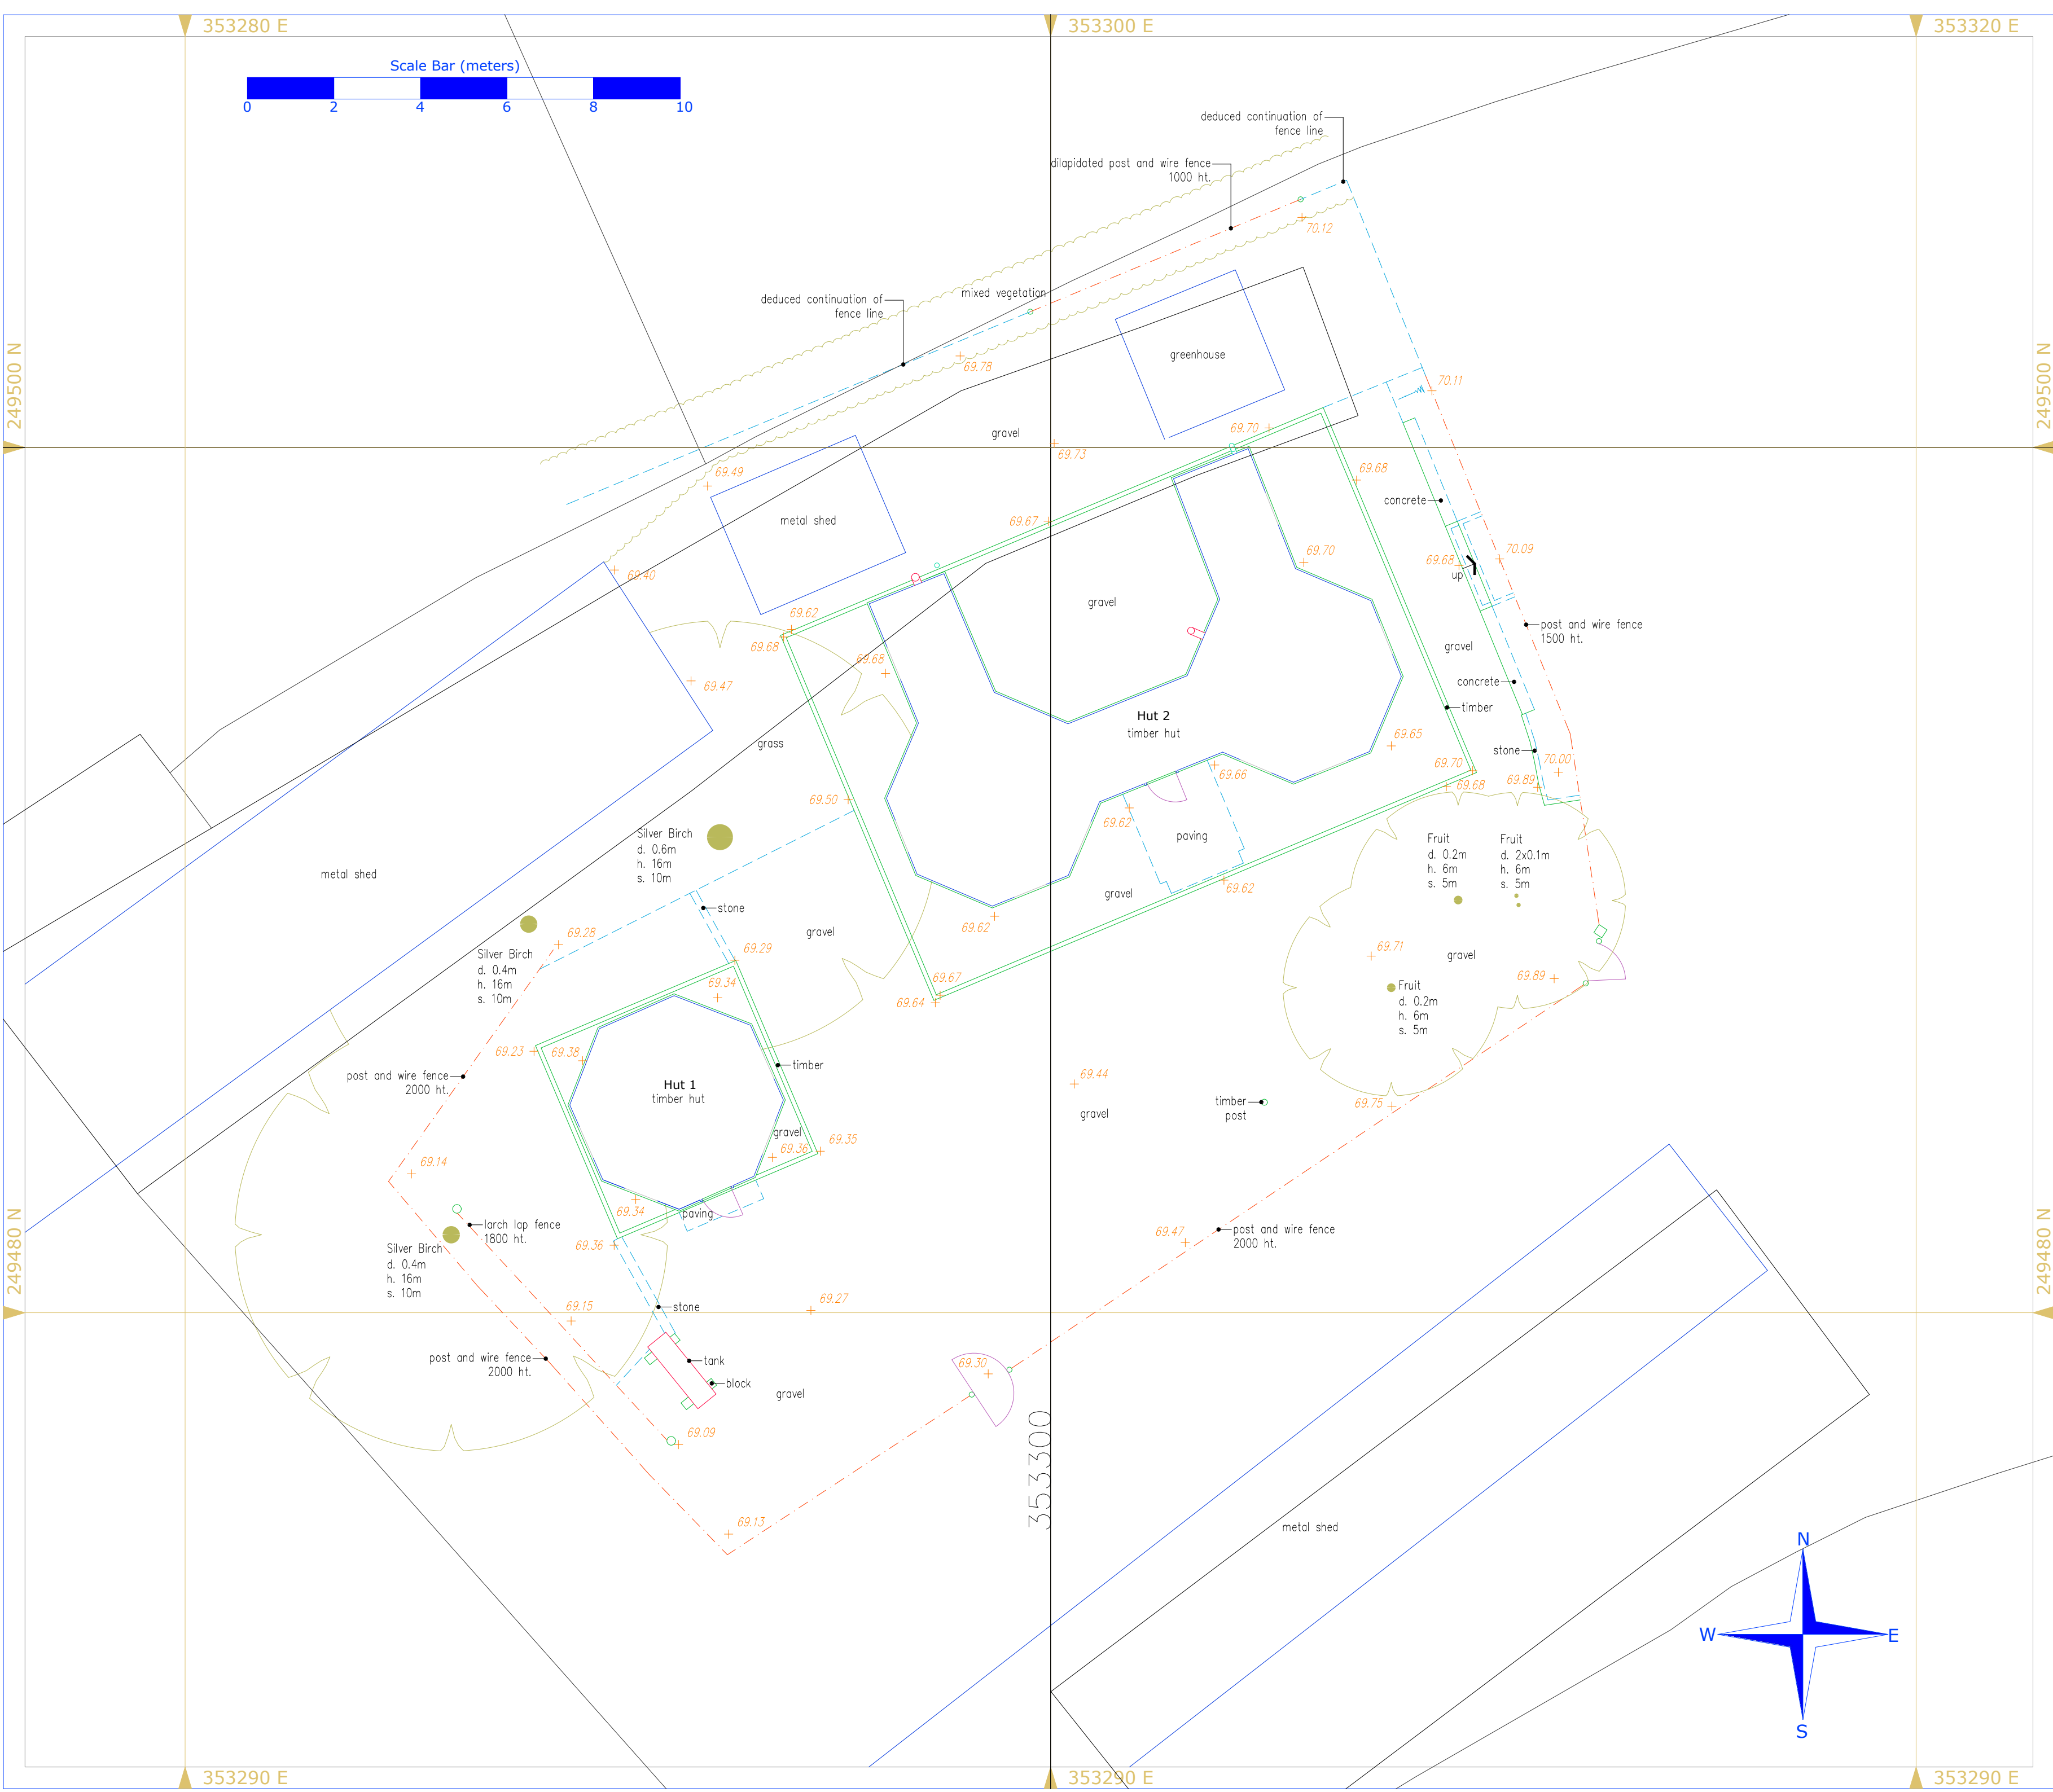 353280 E
353300 E
353320 E
Scale Bar (meters)
0 2 4 6 8 10
deduced continuation of
fence line
dilapidated post and wire fence
1000 ht.
70.12
mixed vegetation
deduced continuation of
fence line
69.78
greenhouse
249500 N
249500 N
70.11
gravel
69.70
69.73
69.49
69.68
metal shed
concrete
69.67
69.70
70.09
69.40
69.68
up
gravel
69.62
69.68
post and wire fence
1500 ht.
gravel
69.68
69.47
concrete
timber
Hut 2
timber hut
grass
69.65
stone
69.70
70.00
69.66
69.89
69.68
69.50
69.62
paving
Silver Birch
d. 0.6m
h. 16m
s. 10m
Fruit
d. 0.2m
h. 6m
s. 5m
Fruit
d. 2x0.1m
h. 6m
s. 5m
metal shed
69.62
gravel
stone
69.62
gravel
69.28
Silver Birch
d. 0.4m
h. 16m
s. 10m
69.29
69.71
gravel
69.34
69.67
69.64
69.89
Fruit
d. 0.2m
h. 6m
s. 5m
69.23
69.38
timber
post and wire fence
2000 ht.
Hut 1
timber hut
69.44
gravel
timber
post
69.75
gravel
69.36
69.35
69.14
69.34
paving
larch lap fence
1800 ht.
69.36
Silver Birch
d. 0.4m
h. 16m
s. 10m
69.47
post and wire fence
2000 ht.
249480 N
249480 N
69.15
stone
69.27
post and wire fence
2000 ht.
tank
69.30
block
gravel
69.09
353300
69.13
metal shed
N
W
E
S
353290 E
353290 E
353290 E